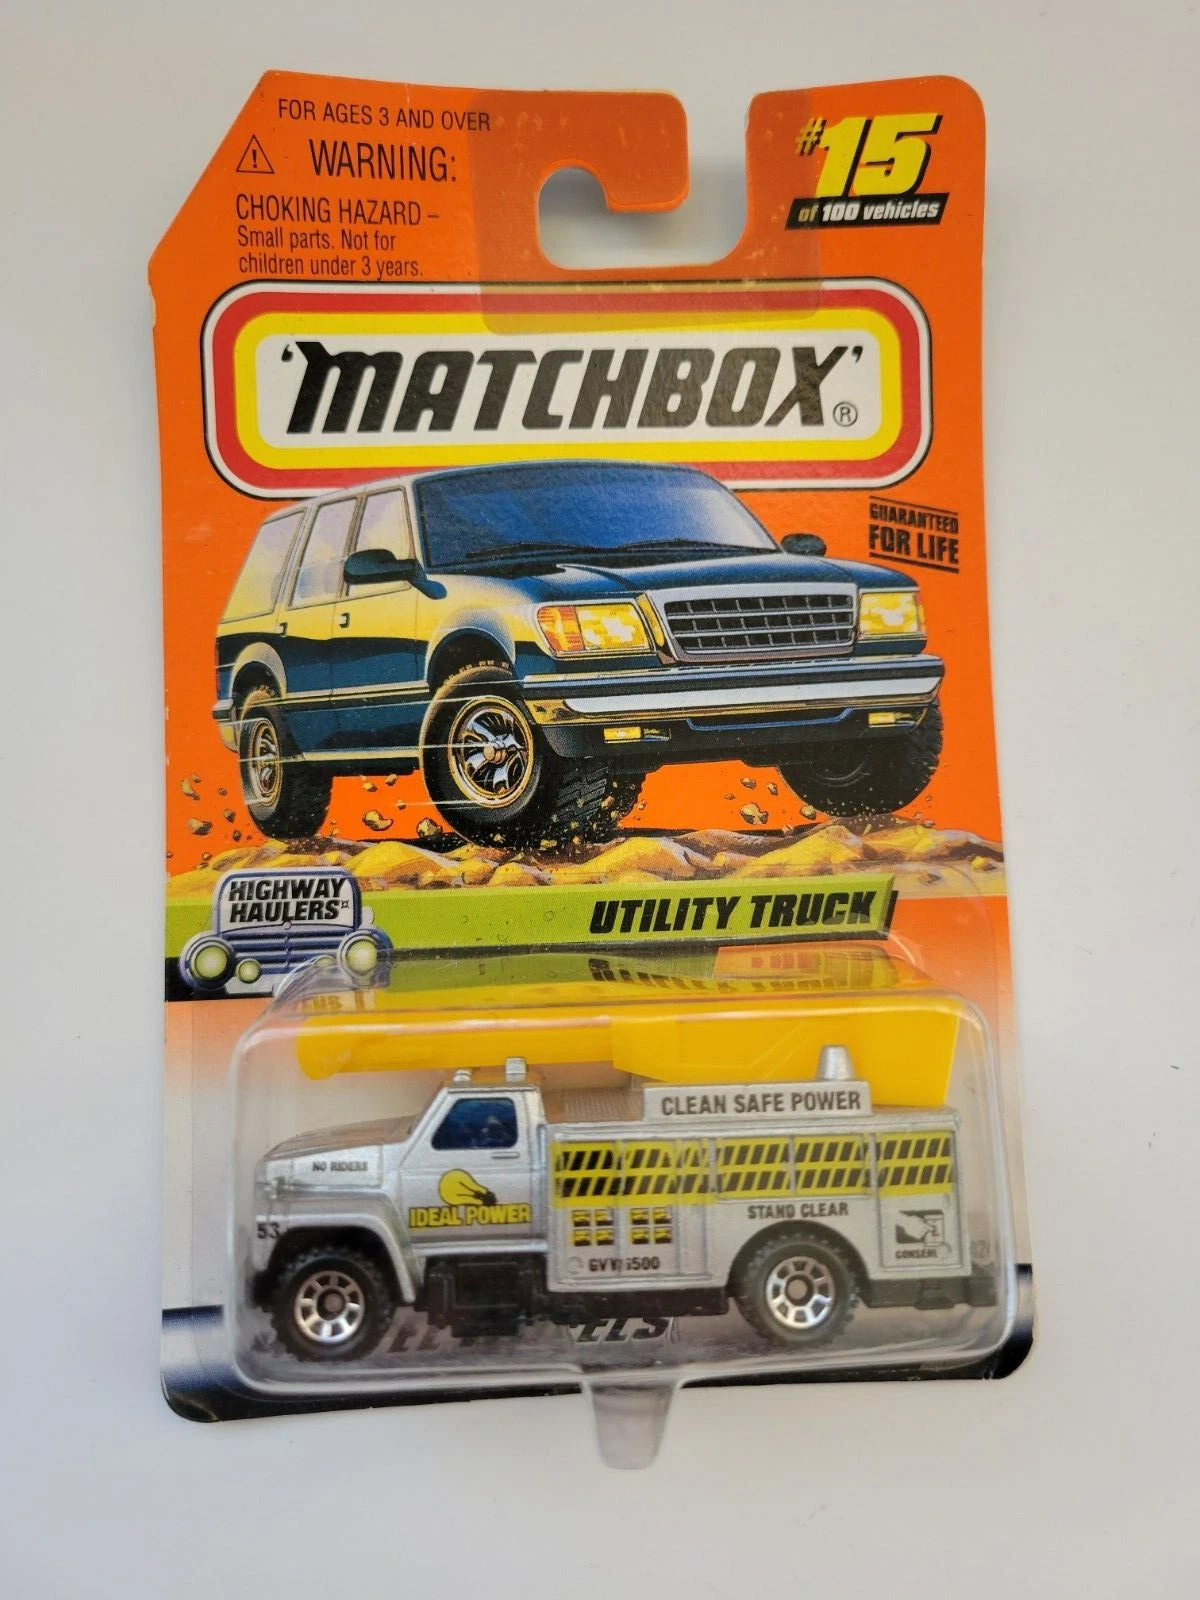 FOR AGES 3 AND OVER
WARNING:
CHOKING HAZARD –
Small parts. Not for
children under 3 years.
#15
of 100 vehicles
'MATCHBOX'®
GUARANTEED
FOR LIFE
HIGHWAY
HAULERS
UTILITY TRUCK
CLEAN SAFE POWER
NO RIDERS
IDEAL POWER
STAND CLEAR
53